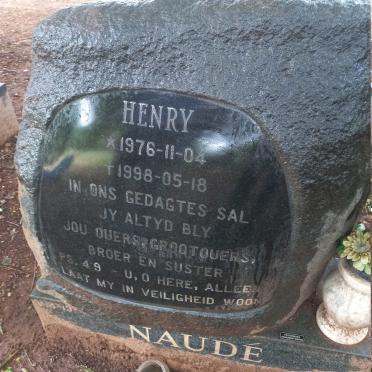 HENRY
*1976-11-04
†1998-05-18
IN ONS GEDAGTES SAL
JY ALTYD BLY
JOU OUERS, GROOTOUERS,
BROER EN SUSTER
PS. 4:9 - U, O HERE, ALLEEN
LAAT MY IN VEILIGHEID WOON
NAUDÉ